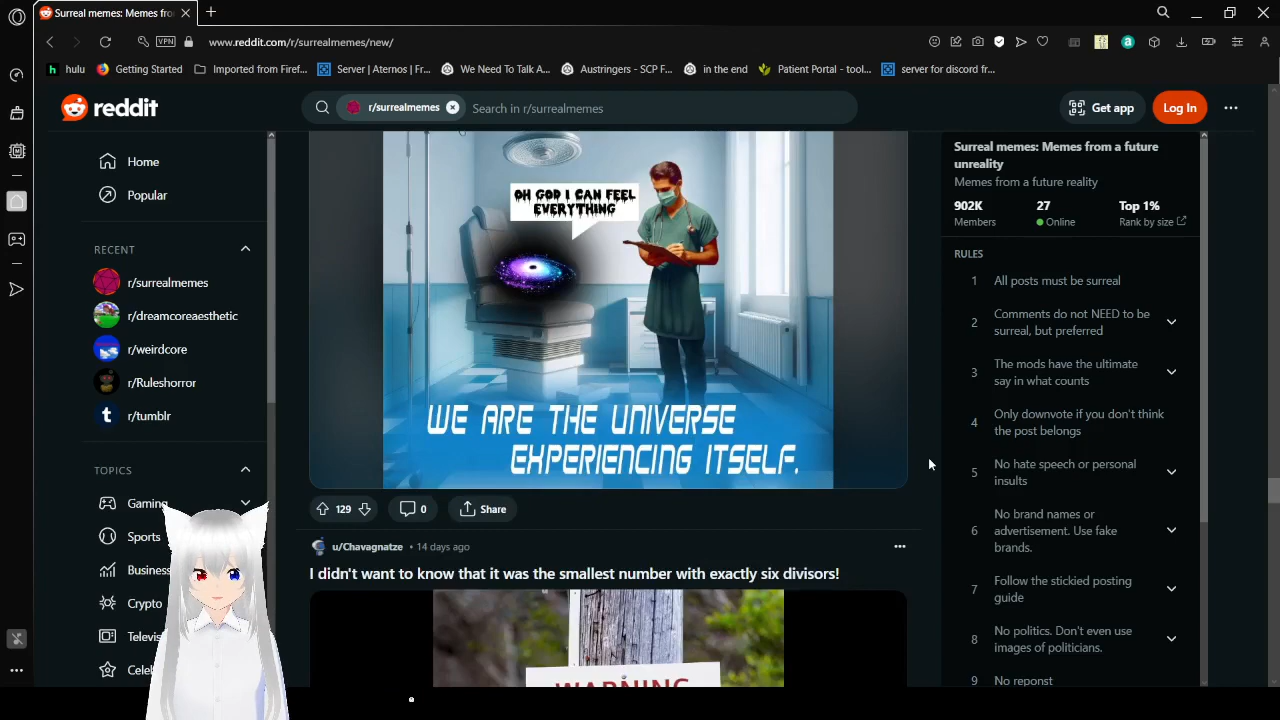 Surreal memes: Memes fro
VPN
www.reddit.com/r/surrealmemes/new/
hulu
Getting Started
Imported from Firef...
Server | Aternos | Fr...
We Need To Talk A...
Austringers - SCP F...
in the end
Patient Portal - tool...
server for discord fr...
reddit
r/surrealmemes
Search in r/surrealmemes
Get app
Log In
Home
Popular
RECENT
r/surrealmemes
r/dreamcoreaesthetic
r/weirdcore
r/Ruleshorror
r/tumblr
TOPICS
Gaming
Sports
Business
Crypto
Televis
Celeb
OH GOD I CAN FEEL
EVERYTHING
WE ARE THE UNIVERSE
EXPERIENCING ITSELF.
129
0
Share
u/Chavagnatze • 14 days ago
I didn't want to know that it was the smallest number with exactly six divisors!
WARNING
Surreal memes: Memes from a future
unreality
Memes from a future reality
902K
Members
27
Online
Top 1%
Rank by size
RULES
1 All posts must be surreal
2 Comments do not NEED to be
surreal, but preferred
3 The mods have the ultimate
say in what counts
4 Only downvote if you don't think
the post belongs
5 No hate speech or personal
insults
6 No brand names or
advertisement. Use fake
brands.
7 Follow the stickied posting
guide
8 No politics. Don't even use
images of politicians.
9 No reponst